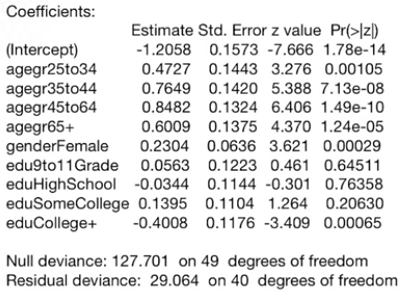 Coefficients:
Estimate Std. Error z value Pr(>|z|)
(Intercept) -1.2058 0.1573 -7.666 1.78e-14
agegr25to34 0.4727 0.1443 3.276 0.00105
agegr35to44 0.7649 0.1420 5.388 7.13e-08
agegr45to64 0.8482 0.1324 6.406 1.49e-10
agegr65+ 0.6009 0.1375 4.370 1.24e-05
genderFemale 0.2304 0.0636 3.621 0.00029
edu9to11Grade 0.0563 0.1223 0.461 0.64511
eduHighSchool -0.0344 0.1144 -0.301 0.76358
eduSomeCollege 0.1395 0.1104 1.264 0.20630
eduCollege+ -0.4008 0.1176 -3.409 0.00065
Null deviance: 127.701 on 49 degrees of freedom
Residual deviance: 29.064 on 40 degrees of freedom